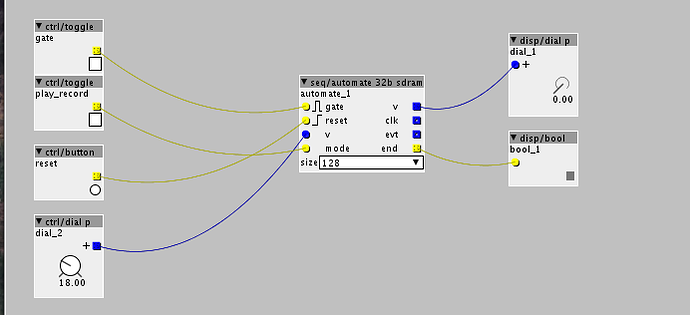 ctrl/toggle
gate
ctrl/toggle
play_record
ctrl/button
reset
ctrl/dial p
dial_2
+
18.00
seq/automate 32b sdram
automate_1
gate v
reset clk
v evt
mode end
size 128
disp/dial p
dial_1
+
0.00
disp/bool
bool_1